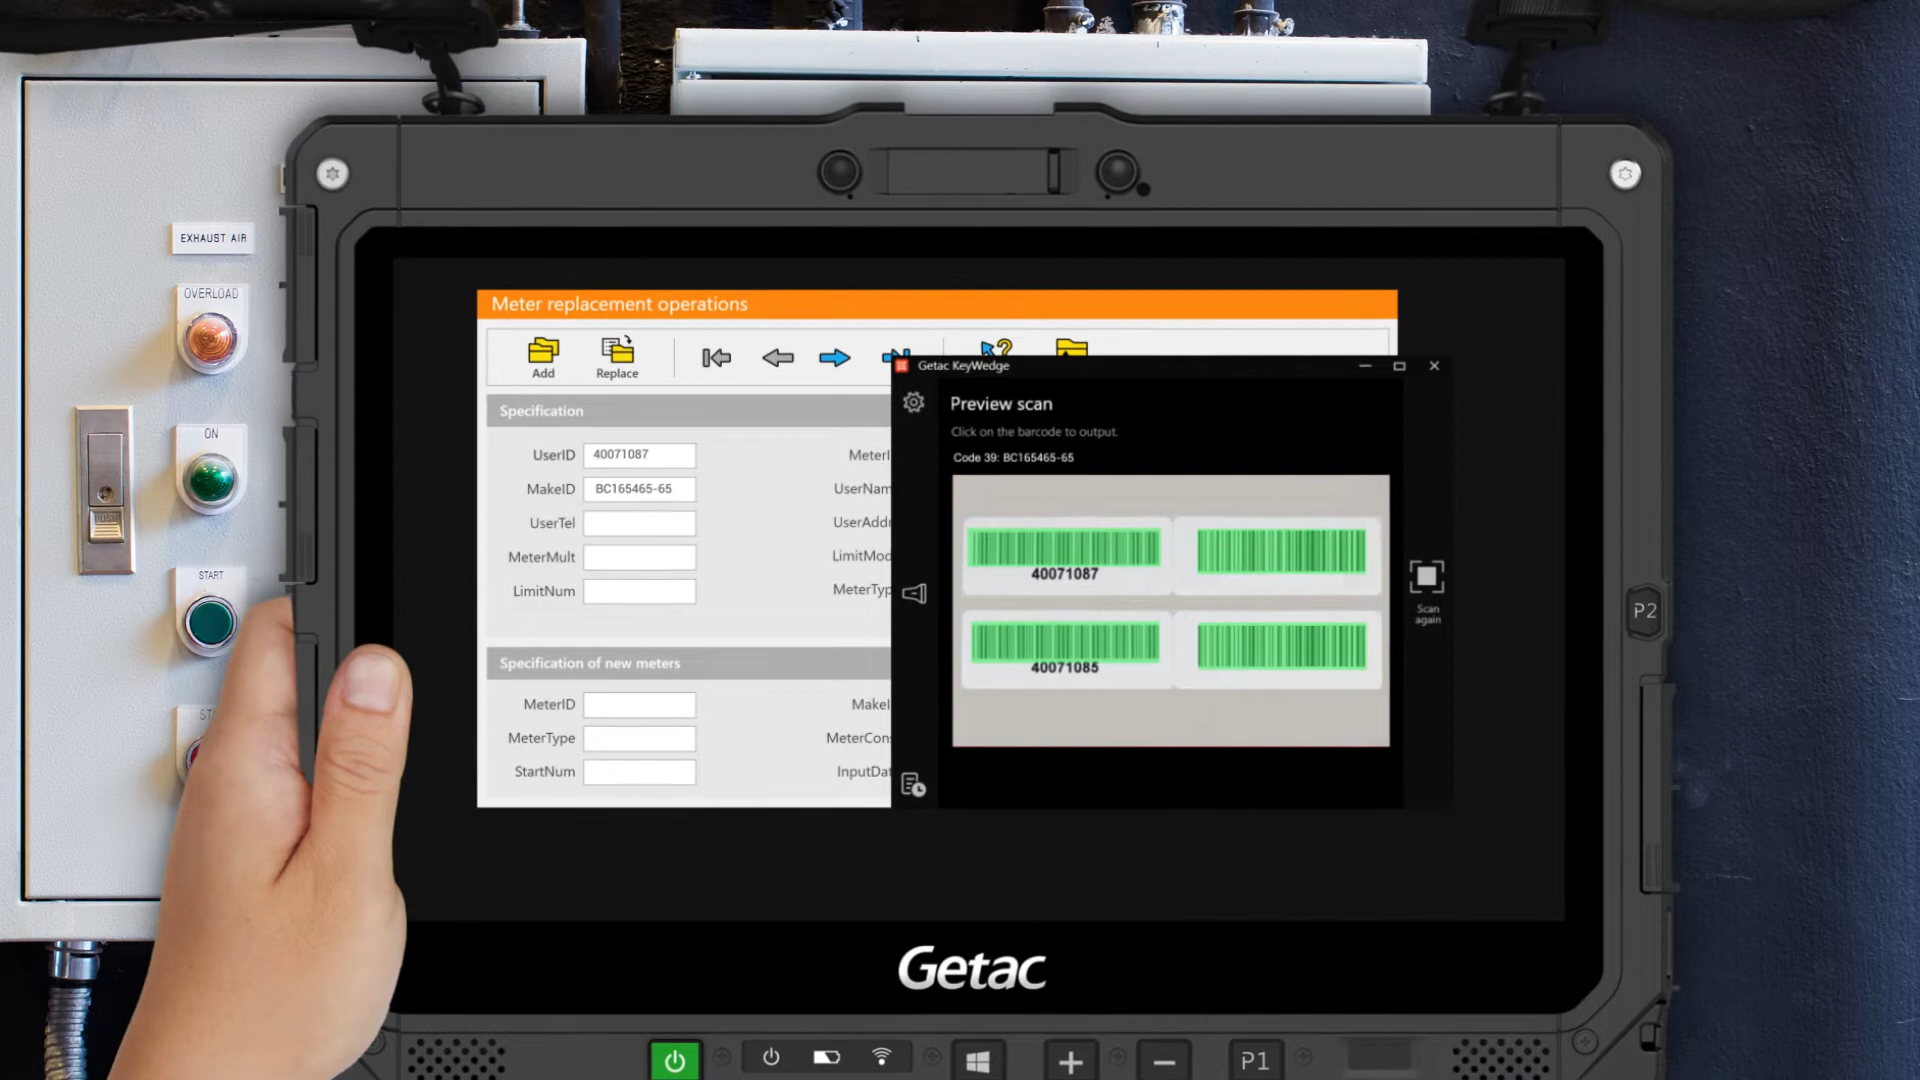 EXHAUST AIR
OVERLOAD
ON
PUSH
START
Meter replacement operations
Add
Replace
Specification
UserID 40071087
MakeID BC165465-65
UserTel
MeterMult
LimitNum
Specification of new meters
MeterID
MeterType
StartNum
Getac KeyWedge
Preview scan
Click on the barcode to output.
Code 39: BC165465-65
40071087
40071085
Scan
again
P2
Getac
P1